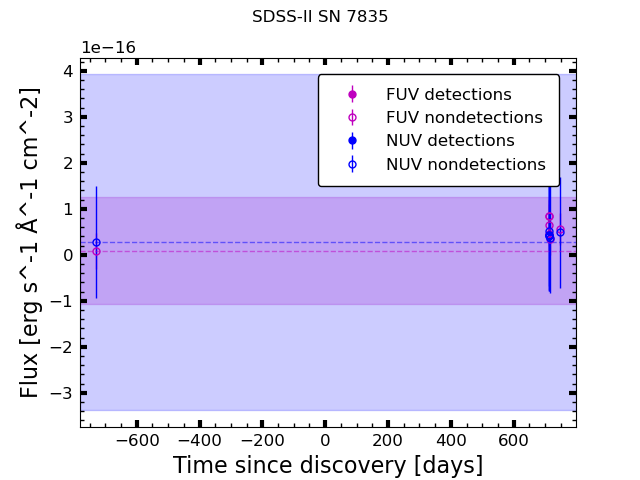 SDSS-II SN 7835
1e−16
4
3
2
1
0
−1
−2
−3
Flux [erg s^-1 Å^-1 cm^-2]
FUV detections
FUV nondetections
NUV detections
NUV nondetections
−600 −400 −200 0 200 400 600
Time since discovery [days]